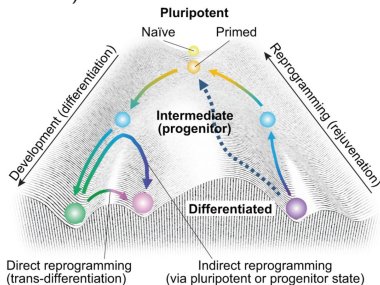 )
Pluripotent
Naïve
Primed
Development (differentiation)
Reprogramming (rejuvenation)
Intermediate
(progenitor)
Differentiated
Direct reprogramming
(trans-differentiation)
Indirect reprogramming
(via pluripotent or progenitor state)